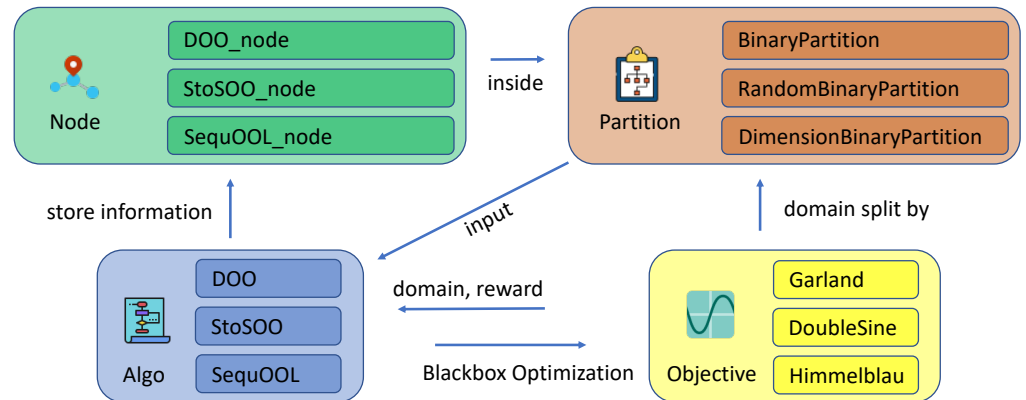 DOO_node
StoSOO_node
SequOOL_node
Node
inside
BinaryPartition
RandomBinaryPartition
DimensionBinaryPartition
Partition
store information
input
domain split by
DOO
StoSOO
SequOOL
Algo
domain, reward
Blackbox Optimization
Garland
DoubleSine
Himmelblau
Objective